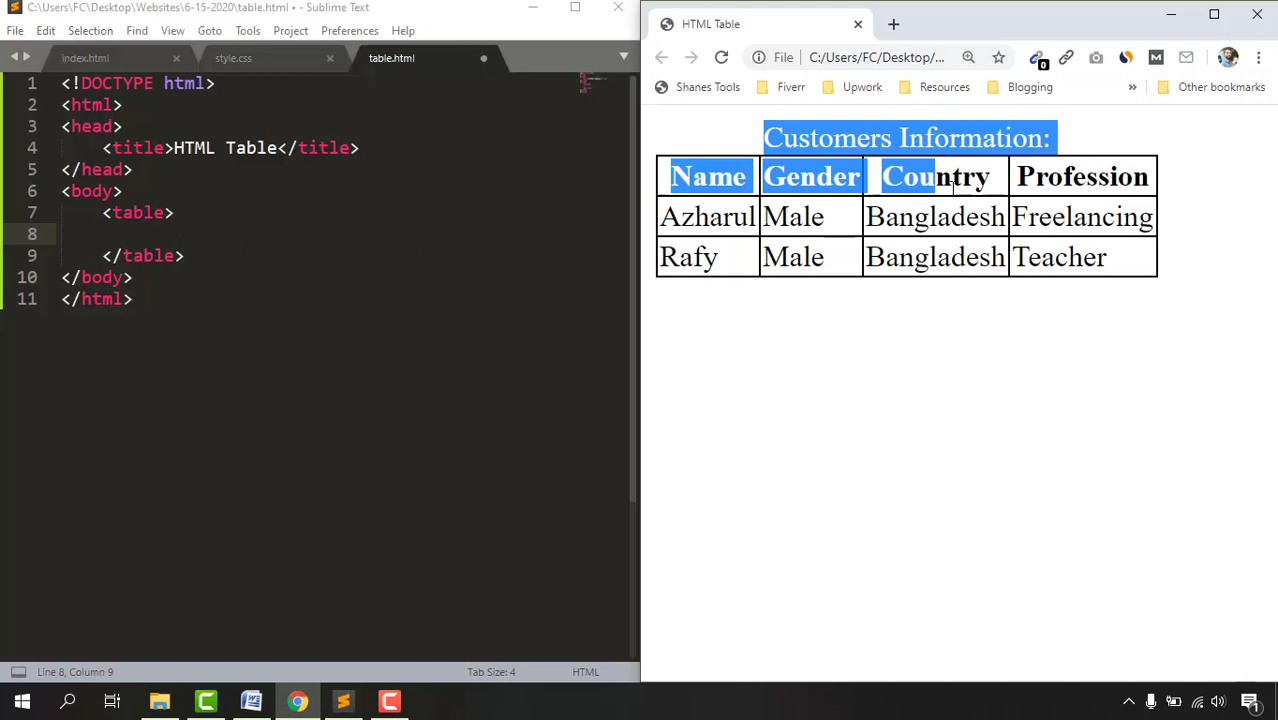 C:\Users\FC\Desktop\Websites\6-15-2020\table.html • - Sublime Text
File Edit Selection Find View Goto Tools Project Preferences Help
index.html style.css table.html
1 <!DOCTYPE html>
2 <html>
3 <head>
4 <title>HTML Table</title>
5 </head>
6 <body>
7 <table>
8
9 </table>
10 </body>
11 </html>
Line 8, Column 9 Tab Size: 4 HTML
HTML Table
File C:/Users/FC/Desktop/... 0
Shanes Tools Fiverr Upwork Resources Blogging » Other bookmarks
Customers Information:
Name Gender Country Profession
Azharul Male Bangladesh Freelancing
Rafy Male Bangladesh Teacher
1